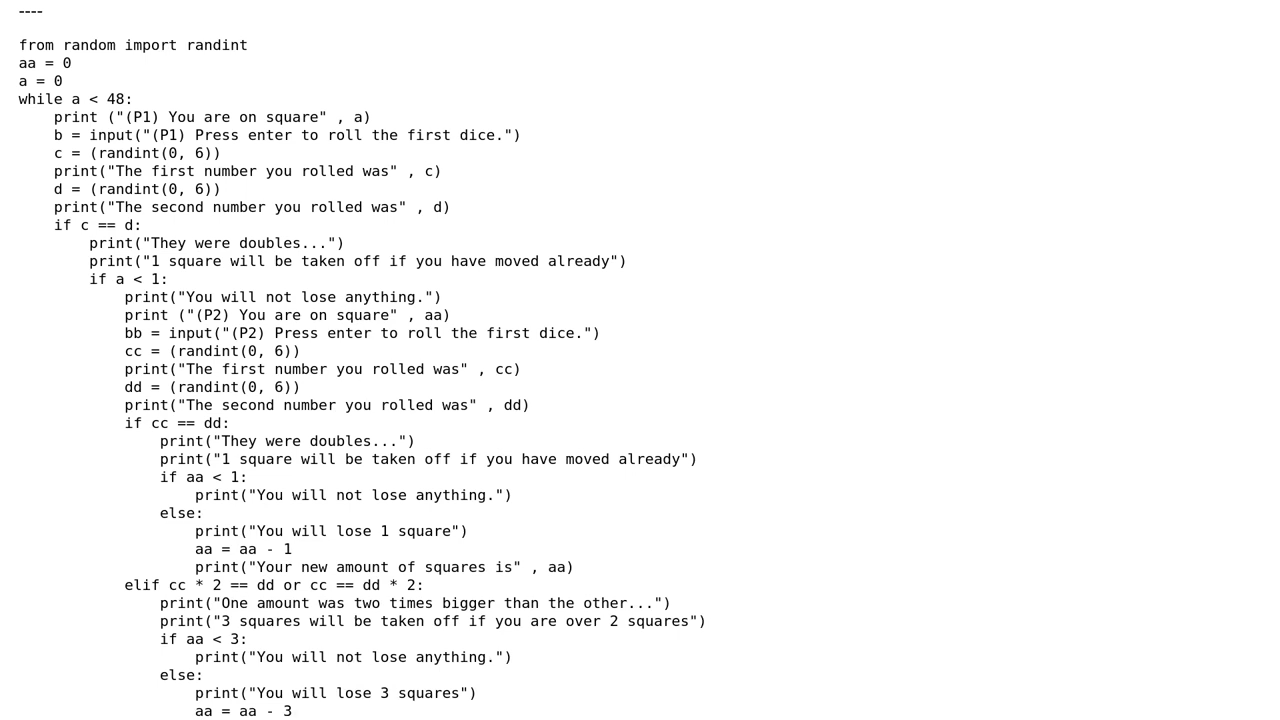 ----
from random import randint
aa = 0
a = 0
while a < 48:
    print ("(P1) You are on square" , a)
    b = input("(P1) Press enter to roll the first dice.")
    c = (randint(0, 6))
    print("The first number you rolled was" , c)
    d = (randint(0, 6))
    print("The second number you rolled was" , d)
    if c == d:
        print("They were doubles...")
        print("1 square will be taken off if you have moved already")
        if a < 1:
            print("You will not lose anything.")
            print ("(P2) You are on square" , aa)
            bb = input("(P2) Press enter to roll the first dice.")
            cc = (randint(0, 6))
            print("The first number you rolled was" , cc)
            dd = (randint(0, 6))
            print("The second number you rolled was" , dd)
            if cc == dd:
                print("They were doubles...")
                print("1 square will be taken off if you have moved already")
                if aa < 1:
                    print("You will not lose anything.")
                else:
                    print("You will lose 1 square")
                    aa = aa - 1
                    print("Your new amount of squares is" , aa)
            elif cc * 2 == dd or cc == dd * 2:
                print("One amount was two times bigger than the other...")
                print("3 squares will be taken off if you are over 2 squares")
                if aa < 3:
                    print("You will not lose anything.")
                else:
                    print("You will lose 3 squares")
                    aa = aa - 3